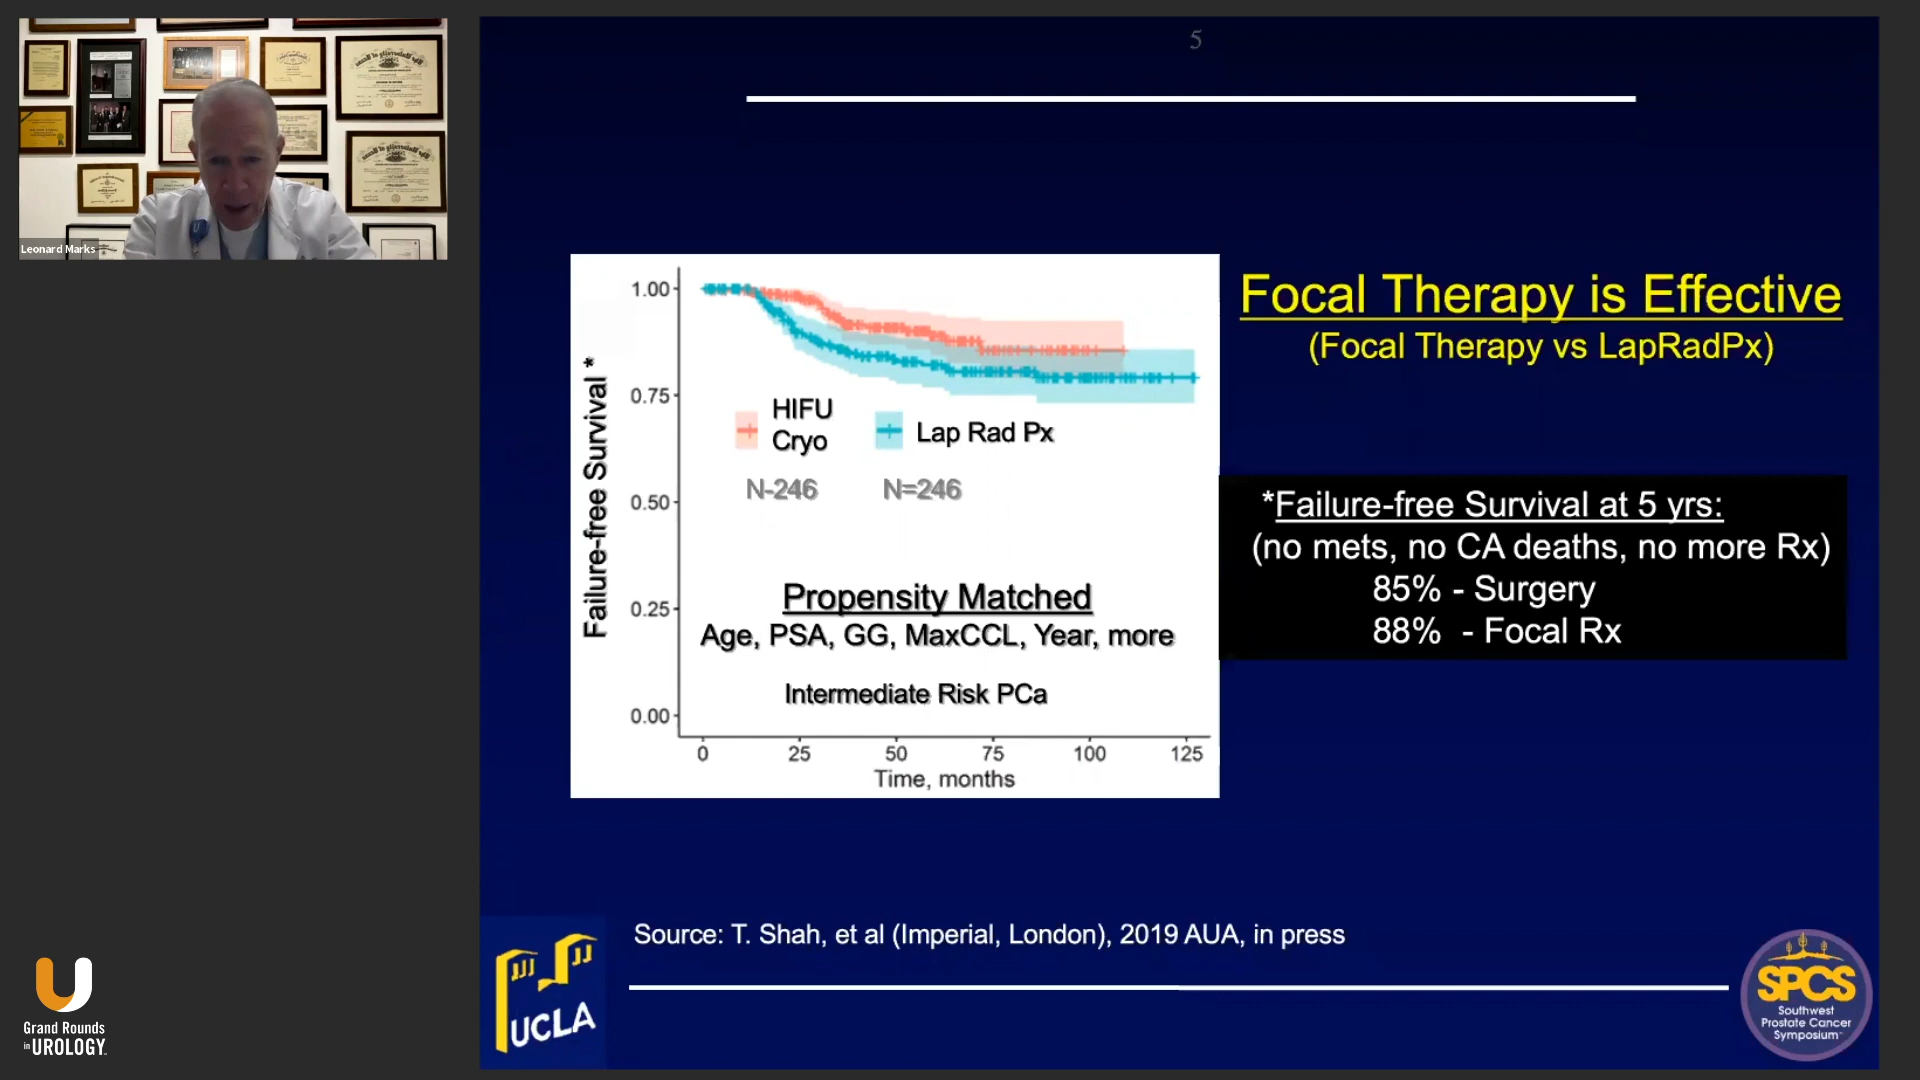 Leonard Marks
5
Focal Therapy is Effective
(Focal Therapy vs LapRadPx)
Failure-free Survival *
1.00
0.75
0.50
0.25
0.00
HIFU
Cryo
Lap Rad Px
N-246
N=246
Propensity Matched
Age, PSA, GG, MaxCCL, Year, more
Intermediate Risk PCa
0 25 50 75 100 125
Time, months
*Failure-free Survival at 5 yrs:
(no mets, no CA deaths, no more Rx)
85% - Surgery
88% - Focal Rx
Source: T. Shah, et al (Imperial, London), 2019 AUA, in press
UCLA
SPCS
Southwest
Prostate Cancer
Symposium
Grand Rounds
in UROLOGY